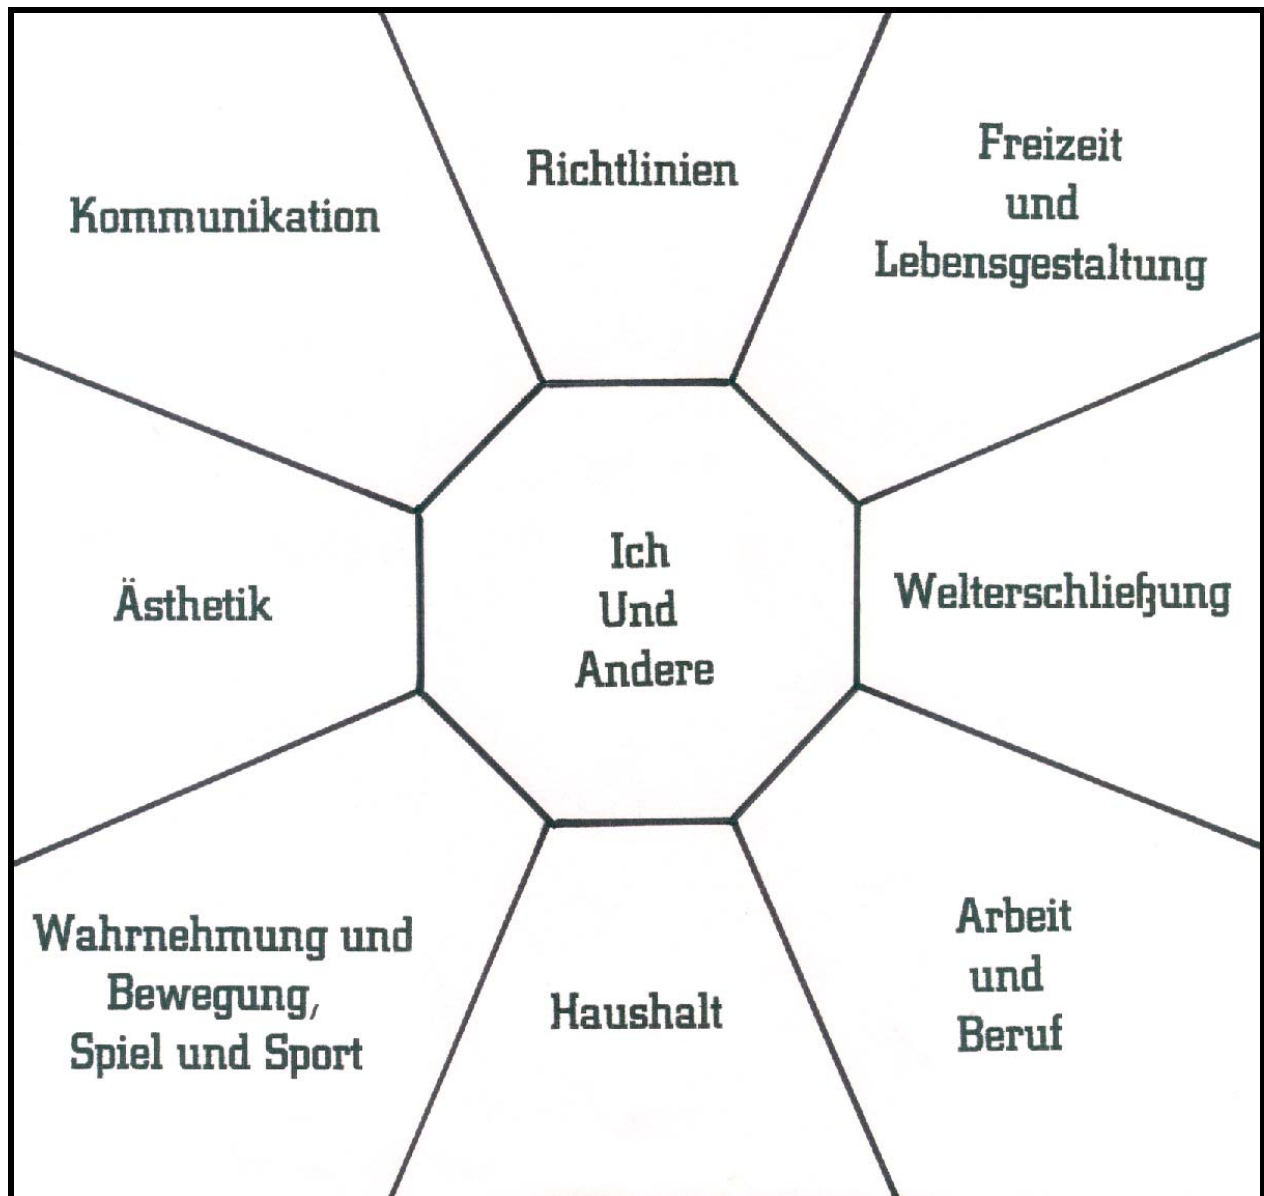 Kommunikation
Richtlinien
Freizeit
und
Lebensgestaltung
Ästhetik
Ich
Und
Andere
Welterschließung
Wahrnehmung und
Bewegung,
Spiel und Sport
Haushalt
Arbeit
und
Beruf